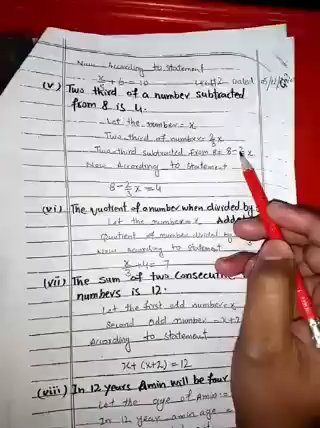 Now According to statement
x/2 + 6 = 10
(v) Two third of a number subtracted
from 8 is 4.
Let the number = x
Two third of number = 2/3 x
Two third subtracted from 8 = 8 - 2/3 x
Now According to statement
8 - 2/3 x = 4
(vi) The quotient of a number when divided by
Let the number = x Added
Quotient of number divided by
Now According to statement
x/3 + 4 = 7
(vii) The sum of two consecutive
numbers is 12.
Let the first odd number = x
Second odd number = x+2
According to statement
x + (x+2) = 12
(viii) In 12 years Amin will be four
Let the age of Amin =
In 12 year amin age =